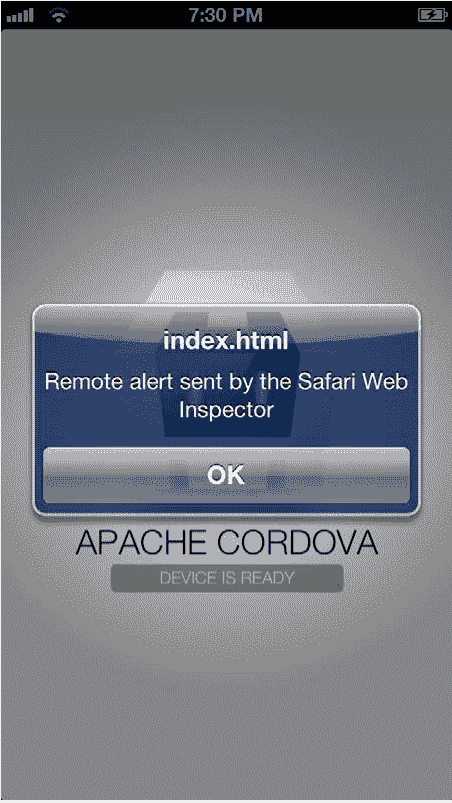 7:30 PM
index.html
Remote alert sent by the Safari Web
Inspector
OK
APACHE CORDOVA
DEVICE IS READY